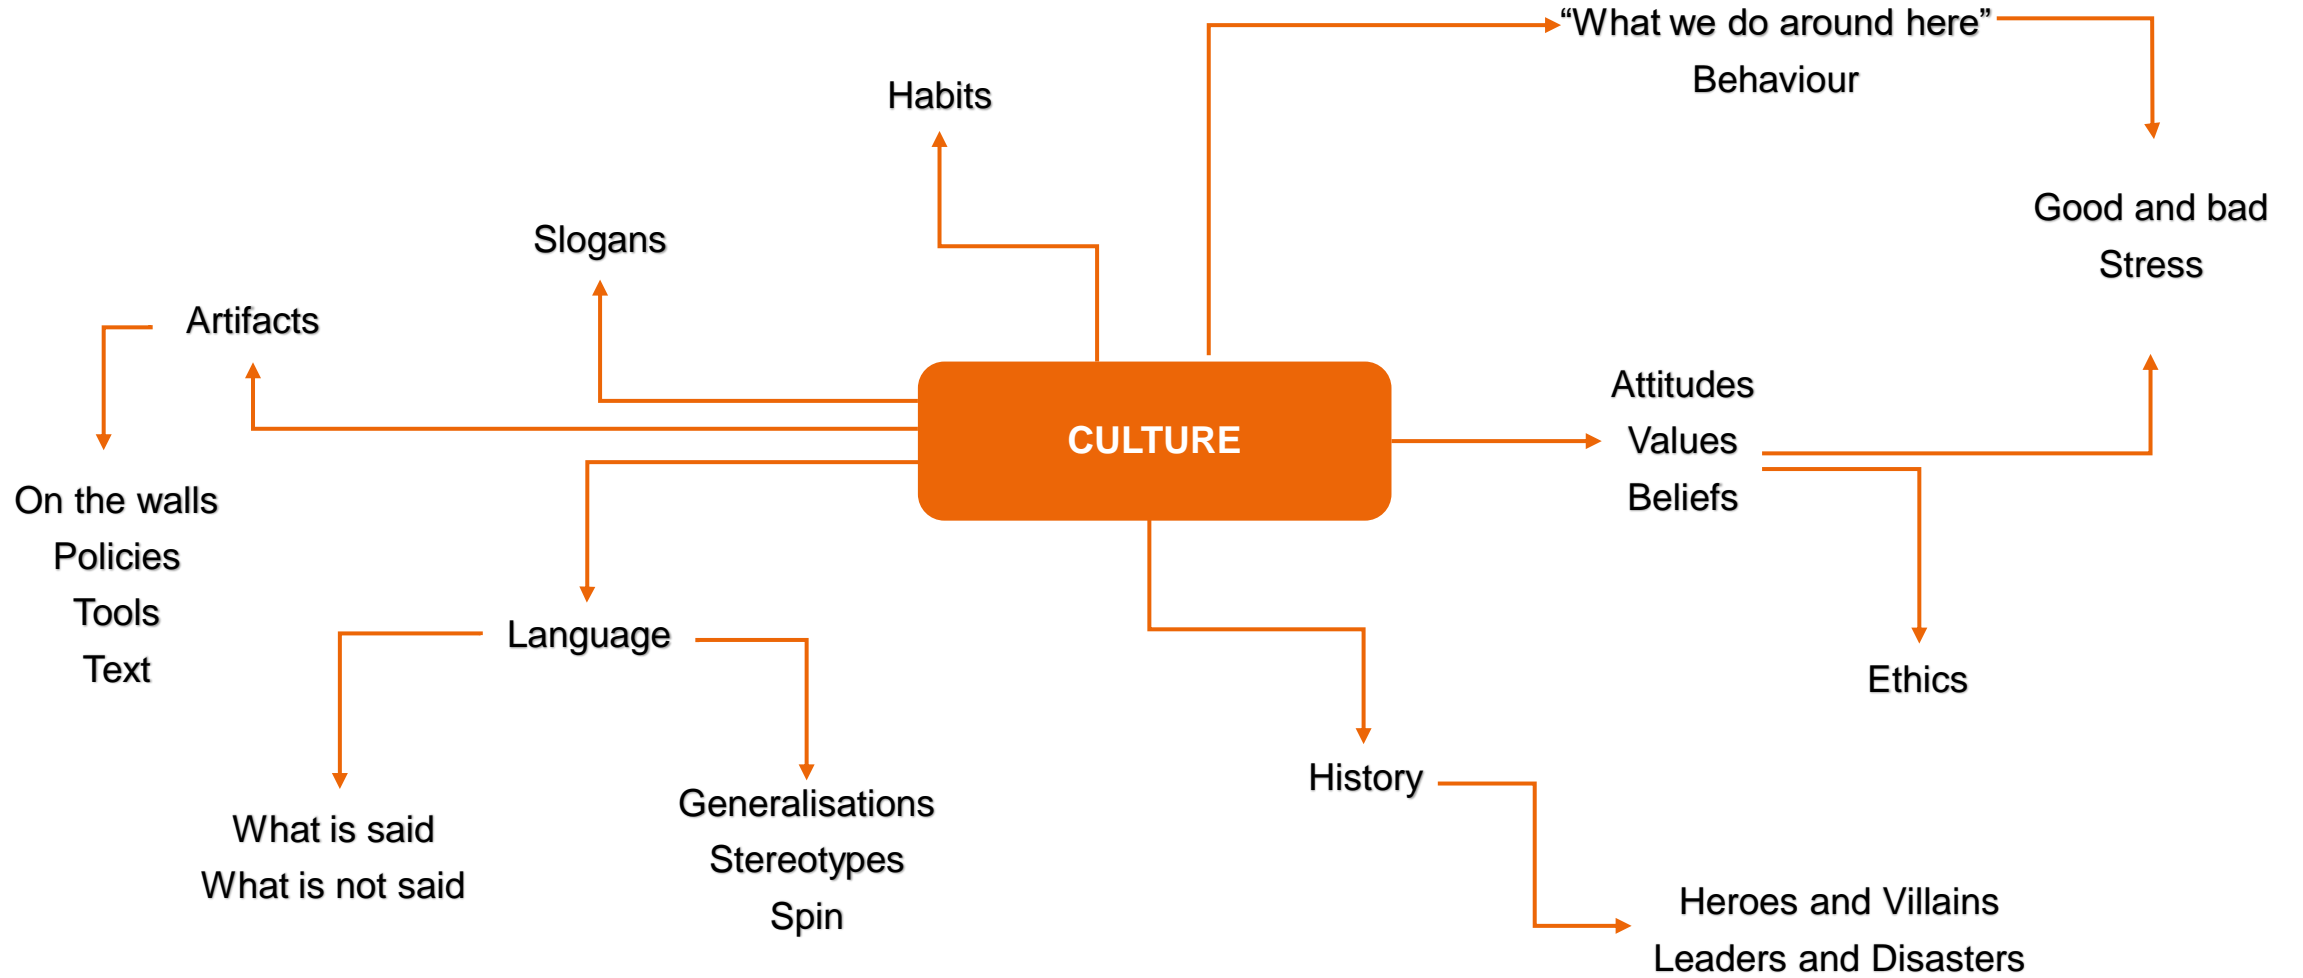 “What we do around here”
Behaviour
Habits
Good and bad
Stress
Slogans
Artifacts
CULTURE
Attitudes
Values
Beliefs
On the walls
Policies
Tools
Text
Language
Ethics
History
What is said
What is not said
Generalisations
Stereotypes
Spin
Heroes and Villains
Leaders and Disasters